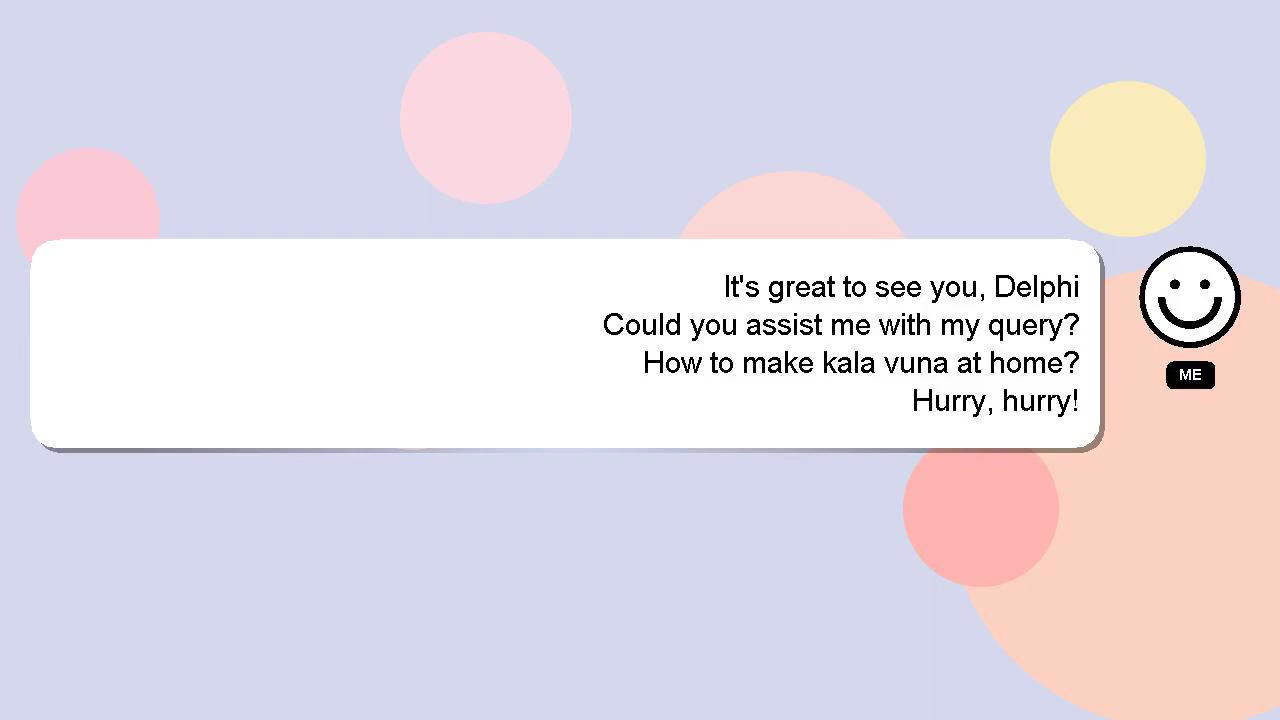 It's great to see you, Delphi
Could you assist me with my query?
How to make kala vuna at home?
Hurry, hurry!
ME